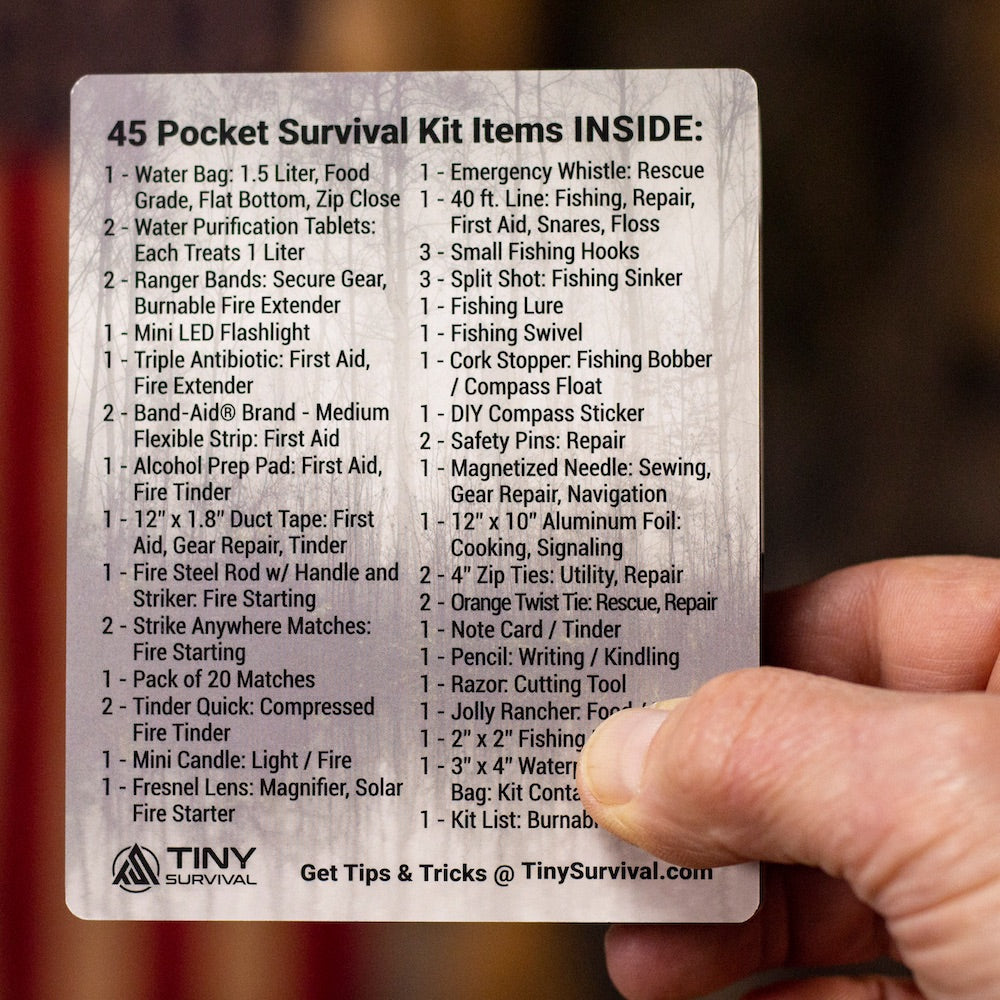 45 Pocket Survival Kit Items INSIDE:
1 - Water Bag: 1.5 Liter, Food
Grade, Flat Bottom, Zip Close
2 - Water Purification Tablets:
Each Treats 1 Liter
2 - Ranger Bands: Secure Gear,
Burnable Fire Extender
1 - Mini LED Flashlight
1 - Triple Antibiotic: First Aid,
Fire Extender
2 - Band-Aid® Brand - Medium
Flexible Strip: First Aid
1 - Alcohol Prep Pad: First Aid,
Fire Tinder
1 - 12" x 1.8" Duct Tape: First
Aid, Gear Repair, Tinder
1 - Fire Steel Rod w/ Handle and
Striker: Fire Starting
2 - Strike Anywhere Matches:
Fire Starting
1 - Pack of 20 Matches
2 - Tinder Quick: Compressed
Fire Tinder
1 - Mini Candle: Light / Fire
1 - Fresnel Lens: Magnifier, Solar
Fire Starter
1 - Emergency Whistle: Rescue
1 - 40 ft. Line: Fishing, Repair,
First Aid, Snares, Floss
3 - Small Fishing Hooks
3 - Split Shot: Fishing Sinker
1 - Fishing Lure
1 - Fishing Swivel
1 - Cork Stopper: Fishing Bobber
/ Compass Float
1 - DIY Compass Sticker
2 - Safety Pins: Repair
1 - Magnetized Needle: Sewing,
Gear Repair, Navigation
1 - 12" x 10" Aluminum Foil:
Cooking, Signaling
2 - 4" Zip Ties: Utility, Repair
2 - Orange Twist Tie: Rescue, Repair
1 - Note Card / Tinder
1 - Pencil: Writing / Kindling
1 - Razor: Cutting Tool
1 - Jolly Rancher: Food /
1 - 2" x 2" Fishing
1 - 3" x 4"
Bag: Kit
1 - Kit List:
TINY
SURVIVAL
Get Tips & Tricks @ TinySurvival.com